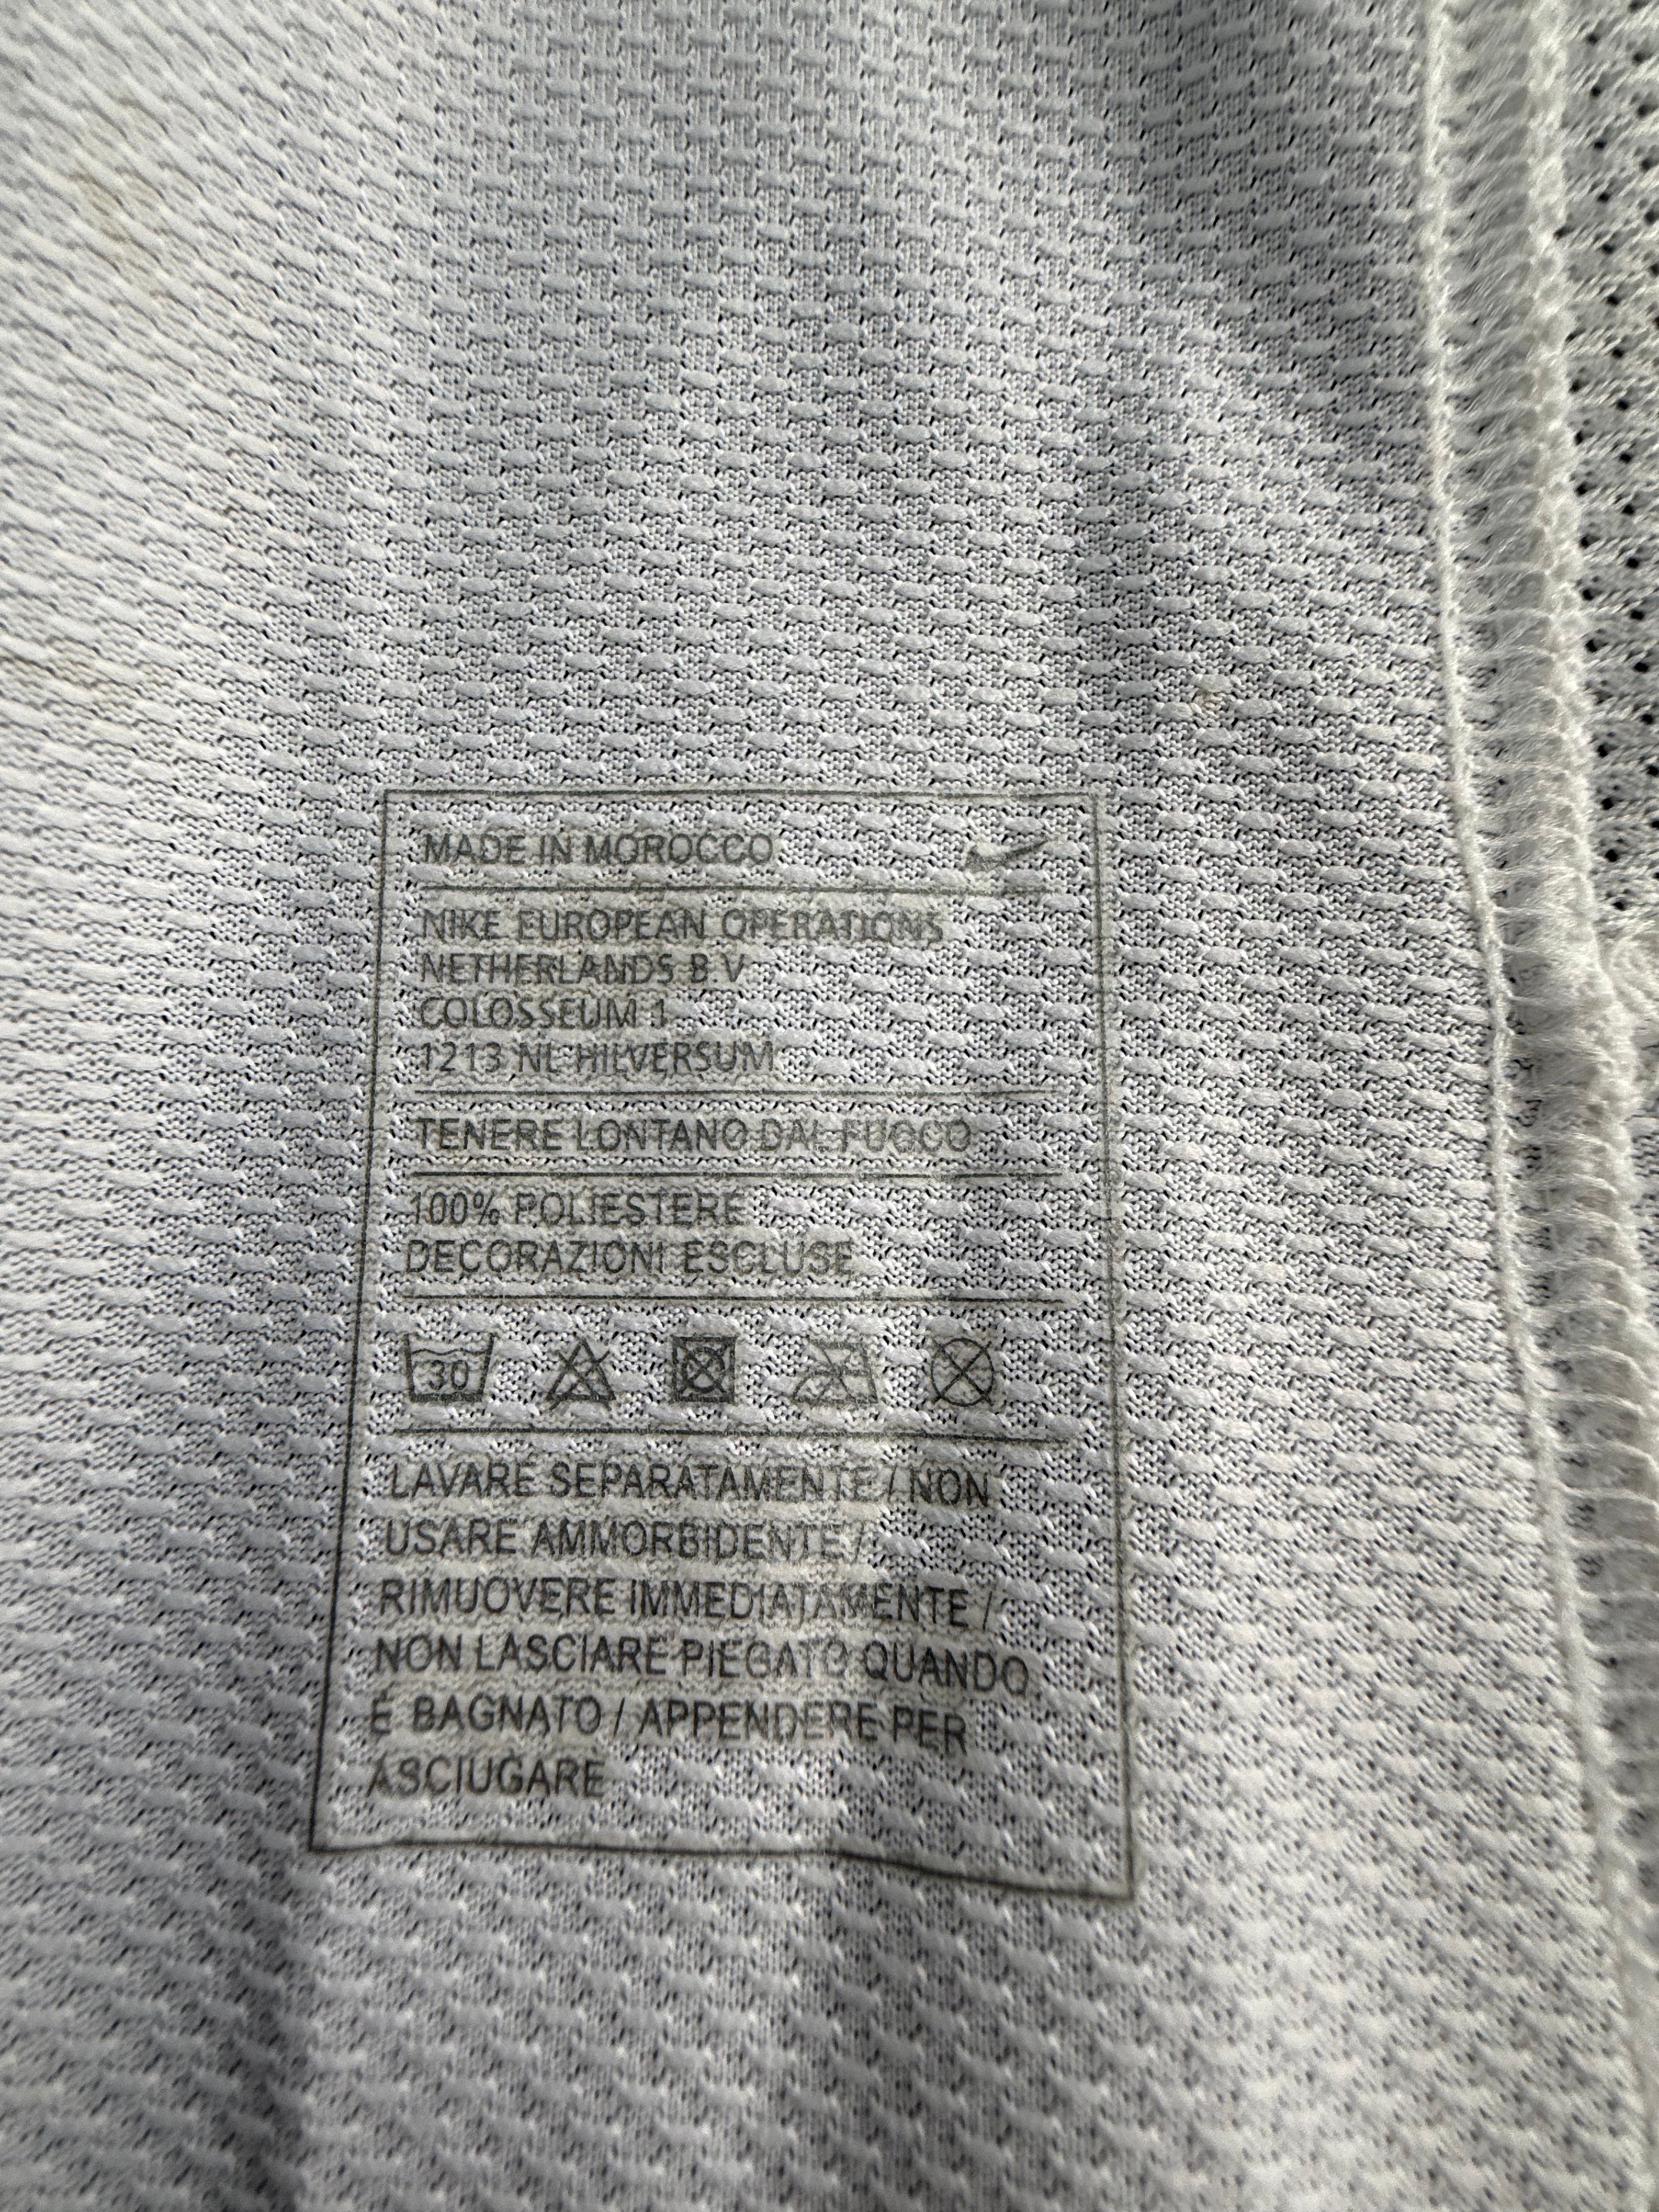 MADE IN MOROCCO
NIKE EUROPEAN OPERATIONS
NETHERLANDS B.V
COLOSSEUM 1
1213 NL HILVERSUM
TENERE LONTANO DAL FUOCO
100% POLIESTERE
DECORAZIONI ESCLUSE
30
LAVARE SEPARATAMENTE / NON
USARE AMMORBIDENTE /
RIMUOVERE IMMEDIATAMENTE /
NON LASCIARE PIEGATO QUANDO
É BAGNATO / APPENDERE PER
ASCIUGARE